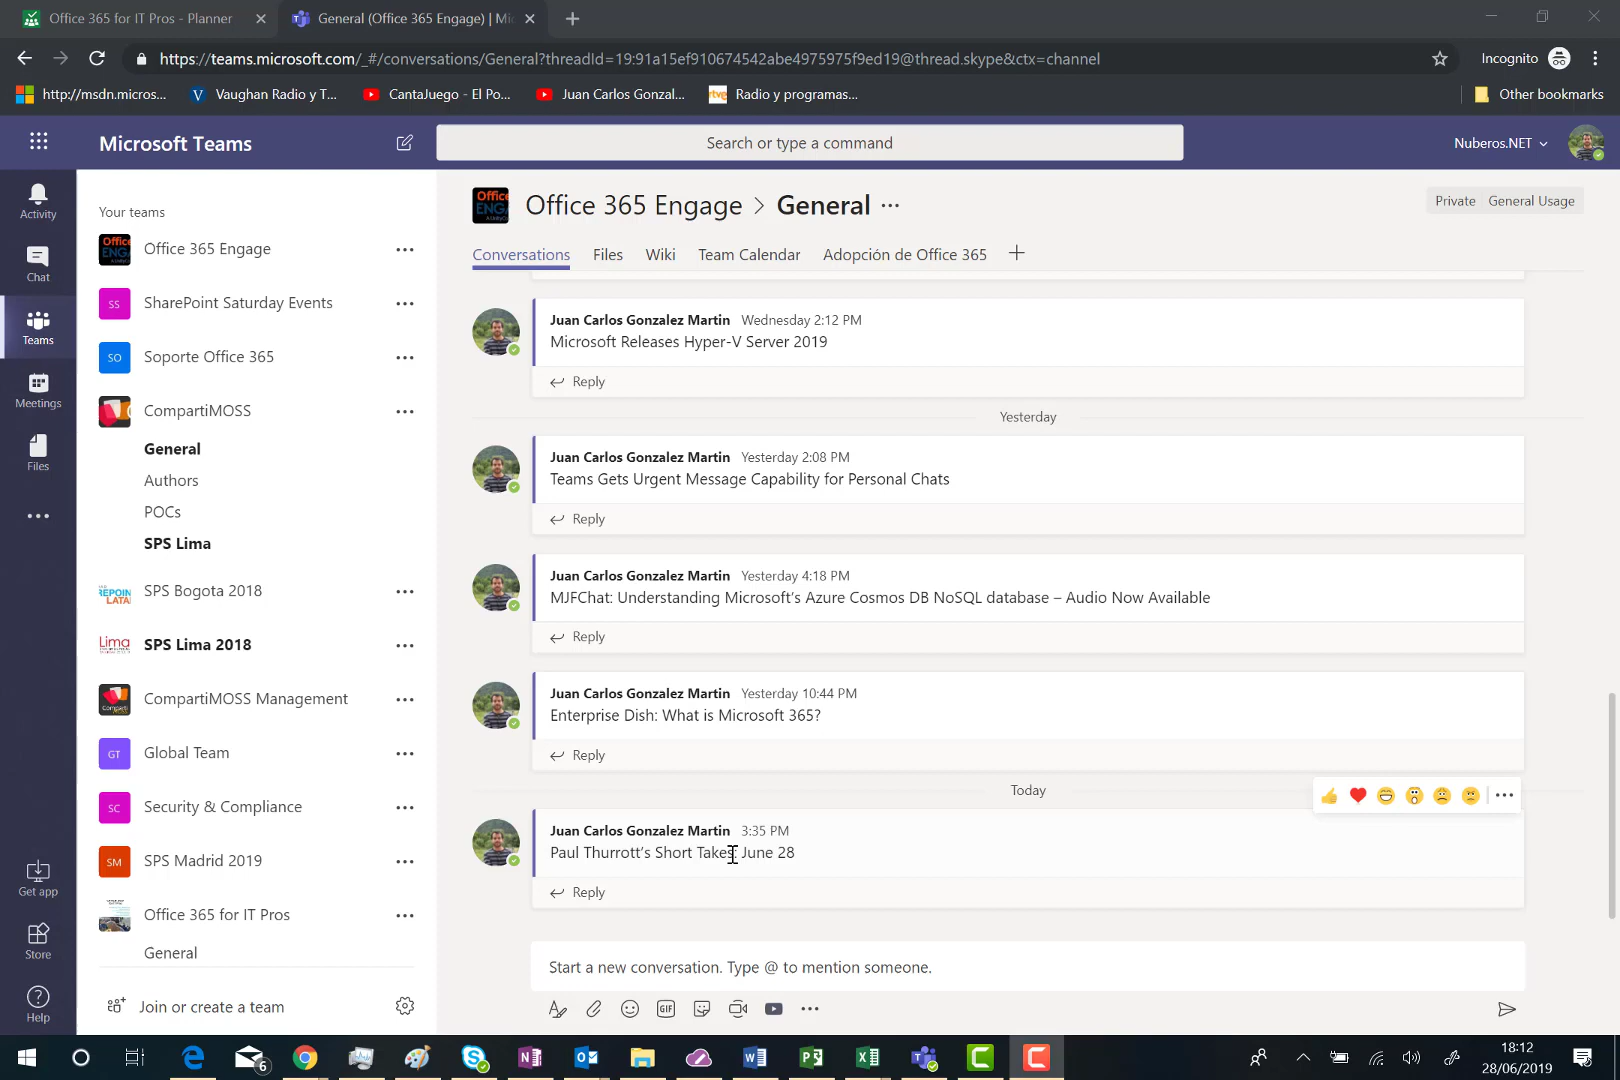 Office 365 for IT Pros - Planner
General (Office 365 Engage) | Mi
https://teams.microsoft.com/_#/conversations/General?threadId=19:91a15ef910674542abe4975975f9ed19@thread.skype&ctx=channel
Incognito
http://msdn.micros...
Vaughan Radio y T...
CantaJuego - El Po...
Juan Carlos Gonzal...
rtve
Radio y programas...
Other bookmarks
Microsoft Teams
Search or type a command
Nuberos.NET
Activity
Chat
Teams
Meetings
Files
Get app
Store
Help
Your teams
Office 365 Engage
SS
SharePoint Saturday Events
SO
Soporte Office 365
CompartiMOSS
General
Authors
POCs
SPS Lima
SPS Bogota 2018
Lima
SPS Lima 2018
CompartiMOSS Management
GT
Global Team
SC
Security & Compliance
SM
SPS Madrid 2019
Office 365 for IT Pros
General
Join or create a team
Office
ENG
Office 365 Engage > General
Private General Usage
Conversations
Files
Wiki
Team Calendar
Adopción de Office 365
Juan Carlos Gonzalez Martin Wednesday 2:12 PM
Microsoft Releases Hyper-V Server 2019
Reply
Yesterday
Juan Carlos Gonzalez Martin Yesterday 2:08 PM
Teams Gets Urgent Message Capability for Personal Chats
Reply
Juan Carlos Gonzalez Martin Yesterday 4:18 PM
MJFChat: Understanding Microsoft’s Azure Cosmos DB NoSQL database – Audio Now Available
Reply
Juan Carlos Gonzalez Martin Yesterday 10:44 PM
Enterprise Dish: What is Microsoft 365?
Reply
Today
Juan Carlos Gonzalez Martin 3:35 PM
Paul Thurrott’s Short Takes: June 28
Reply
Start a new conversation. Type @ to mention someone.
GIF
6
18:12
28/06/2019